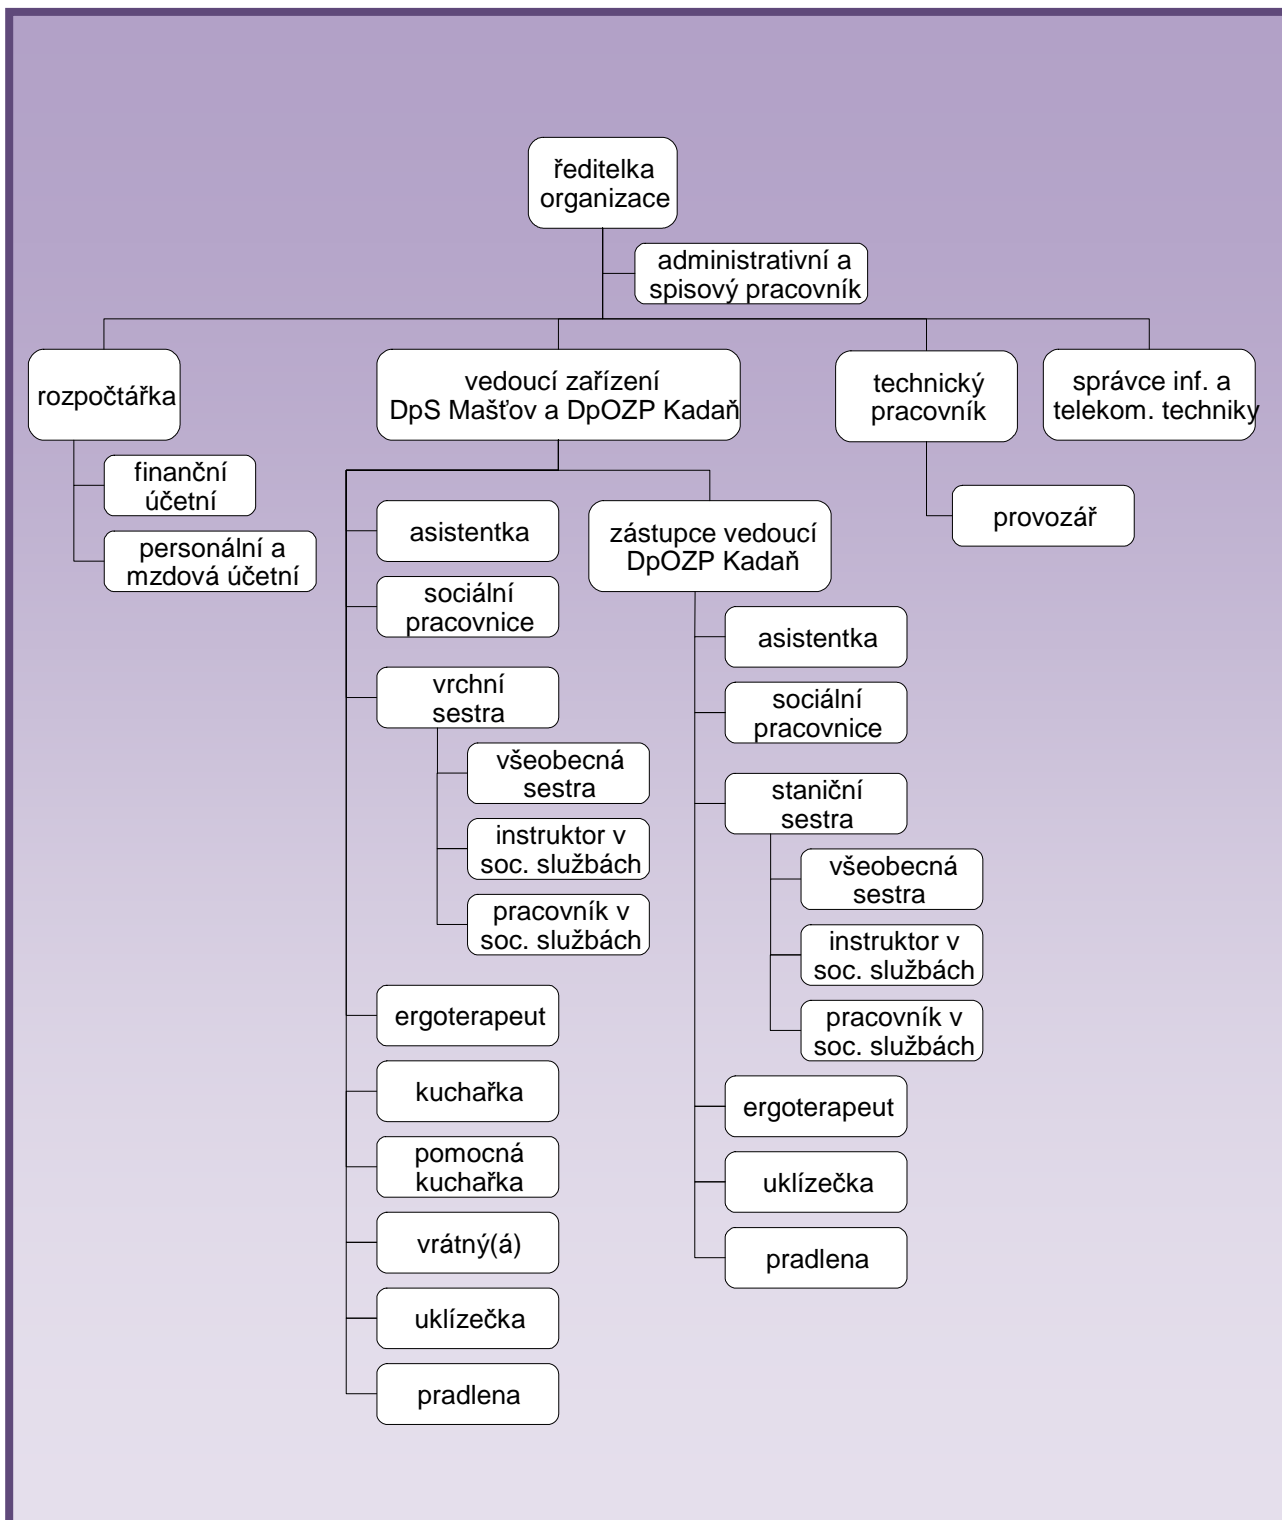 ředitelka
organizace
administrativní a
spisový pracovník
rozpočtářka
vedoucí zařízení
DpS Mašťov a DpOZP Kadaň
technický
pracovník
správce inf. a
telekom. techniky
finanční
účetní
personální a
mzdová účetní
asistentka
sociální
pracovnice
vrchní
sestra
všeobecná
sestra
instruktor v
soc. službách
pracovník v
soc. službách
ergoterapeut
kuchařka
pomocná
kuchařka
vrátný(á)
uklízečka
pradlena
zástupce vedoucí
DpOZP Kadaň
asistentka
sociální
pracovnice
staniční
sestra
všeobecná
sestra
instruktor v
soc. službách
pracovník v
soc. službách
ergoterapeut
uklízečka
pradlena
provozář